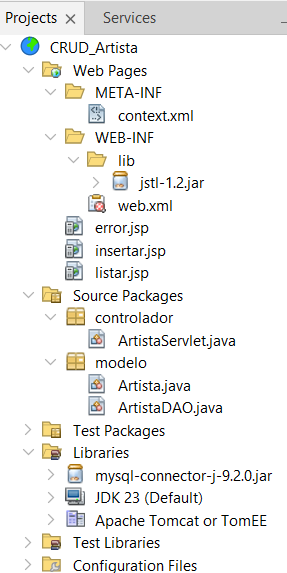 Projects × Services
CRUD_Artista
Web Pages
META-INF
context.xml
WEB-INF
lib
jstl-1.2.jar
web.xml
error.jsp
insertar.jsp
listar.jsp
Source Packages
controlador
ArtistaServlet.java
modelo
Artista.java
ArtistaDAO.java
Test Packages
Libraries
mysql-connector-j-9.2.0.jar
JDK 23 (Default)
Apache Tomcat or TomEE
Test Libraries
Configuration Files